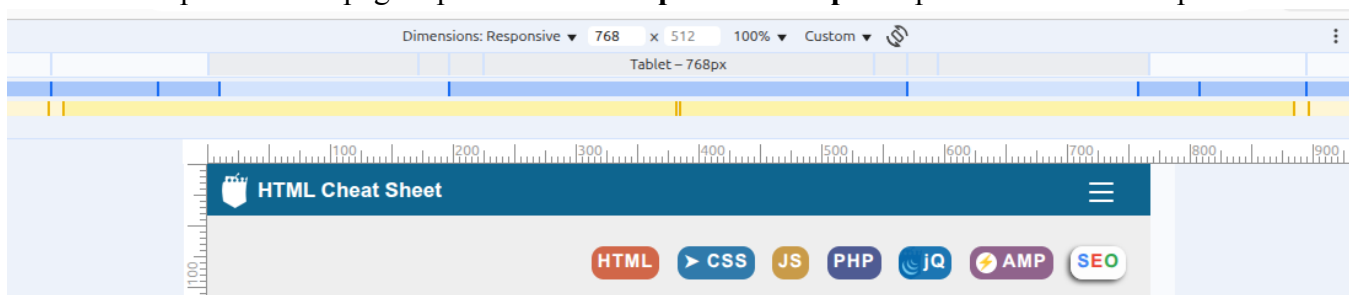 Dimensions: Responsive ▼ 768 x 512 100% ▼ Custom ▼
Tablet – 768px
100 200 300 400 500 600 700 800 900
HTML Cheat Sheet
100
HTML ➤ CSS JS PHP jQ ⚡ AMP SEO